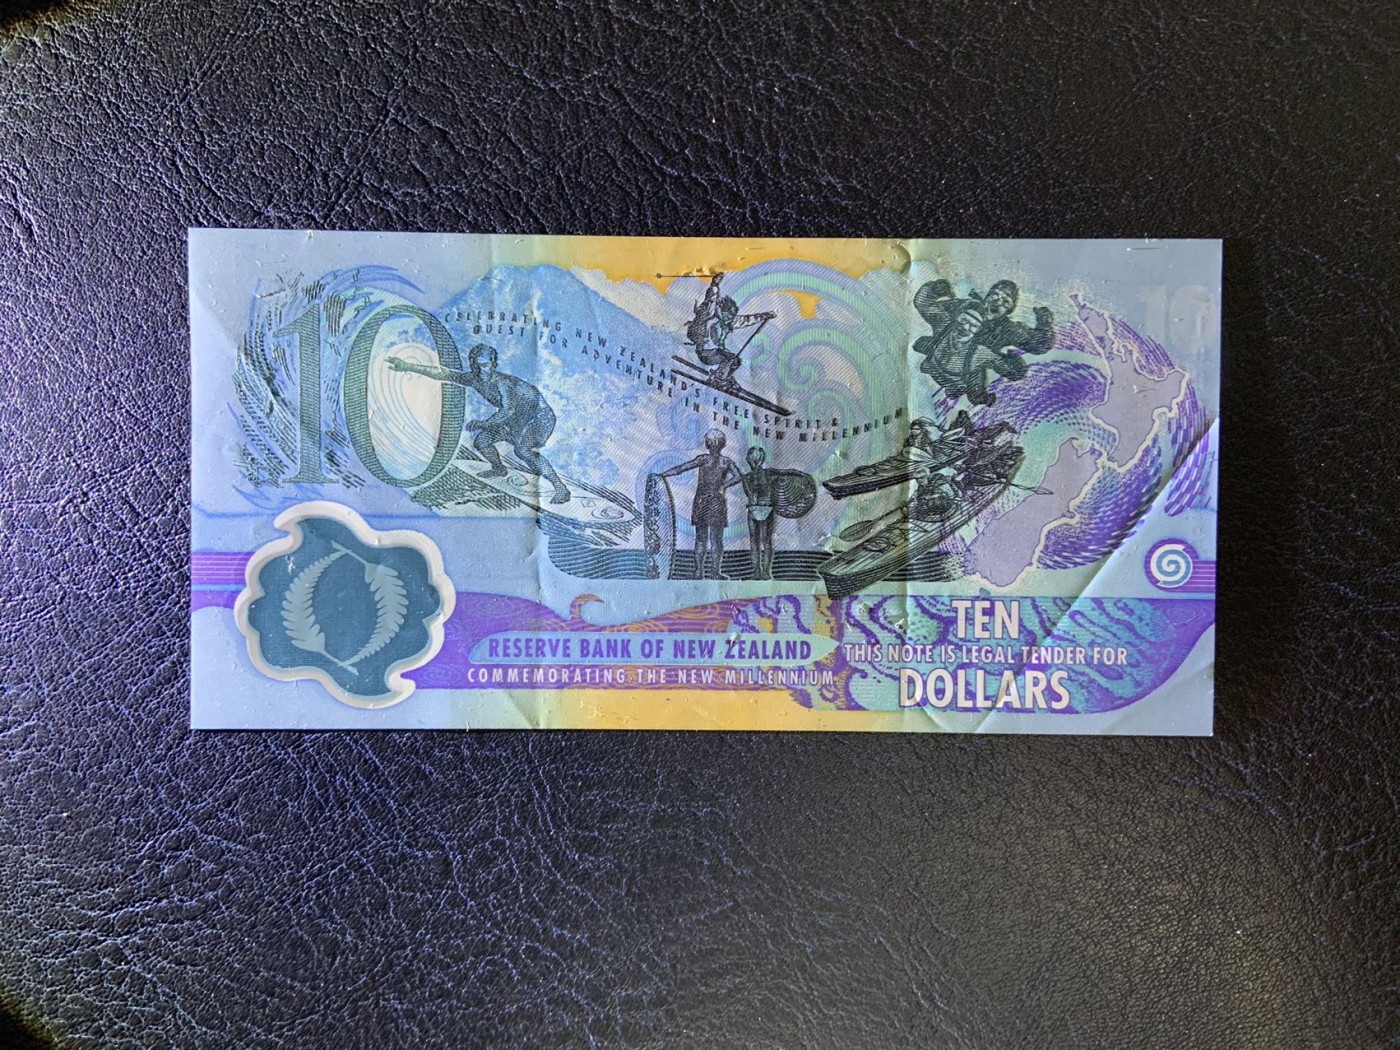 10
CELEBRATING NEW ZEALAND'S FREE SPIRIT &
QUEST FOR ADVENTURE IN THE NEW MILLENNIUM
10
RESERVE BANK OF NEW ZEALAND
COMMEMORATING THE NEW MILLENNIUM
TEN
THIS NOTE IS LEGAL TENDER FOR
DOLLARS